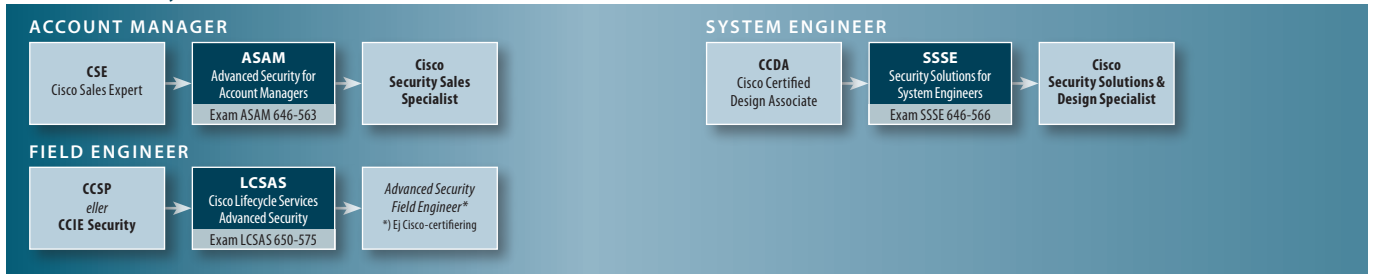 ACCOUNT MANAGER
CSE
Cisco Sales Expert
ASAM
Advanced Security for
Account Managers
Exam ASAM 646-563
Cisco
Security Sales
Specialist
SYSTEM ENGINEER
CCDA
Cisco Certified
Design Associate
SSSE
Security Solutions for
System Engineers
Exam SSSE 646-566
Cisco
Security Solutions &
Design Specialist
FIELD ENGINEER
CCSP
eller
CCIE Security
LCSAS
Cisco Lifecycle Services
Advanced Security
Exam LCSAS 650-575
Advanced Security
Field Engineer*
*) Ej Cisco-certifiering